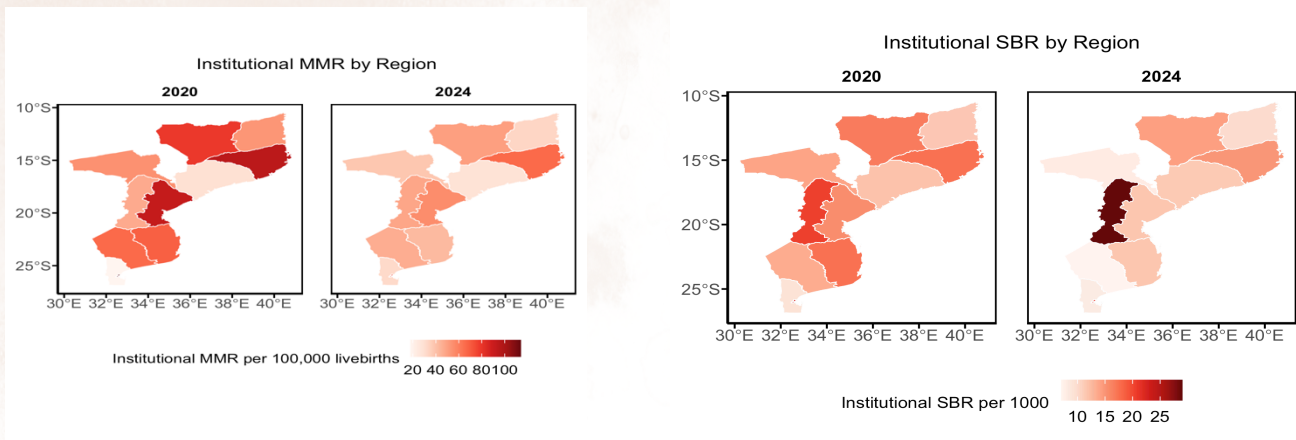 Institutional MMR by Region
2020 2024
10°S
15°S
20°S
25°S
30°E 32°E 34°E 36°E 38°E 40°E 30°E 32°E 34°E 36°E 38°E 40°E
Institutional MMR per 100,000 livebirths
20 40 60 80100
Institutional SBR by Region
2020 2024
10°S
15°S
20°S
25°S
30°E 32°E 34°E 36°E 38°E 40°E 30°E 32°E 34°E 36°E 38°E 40°E
Institutional SBR per 1000
10 15 20 25